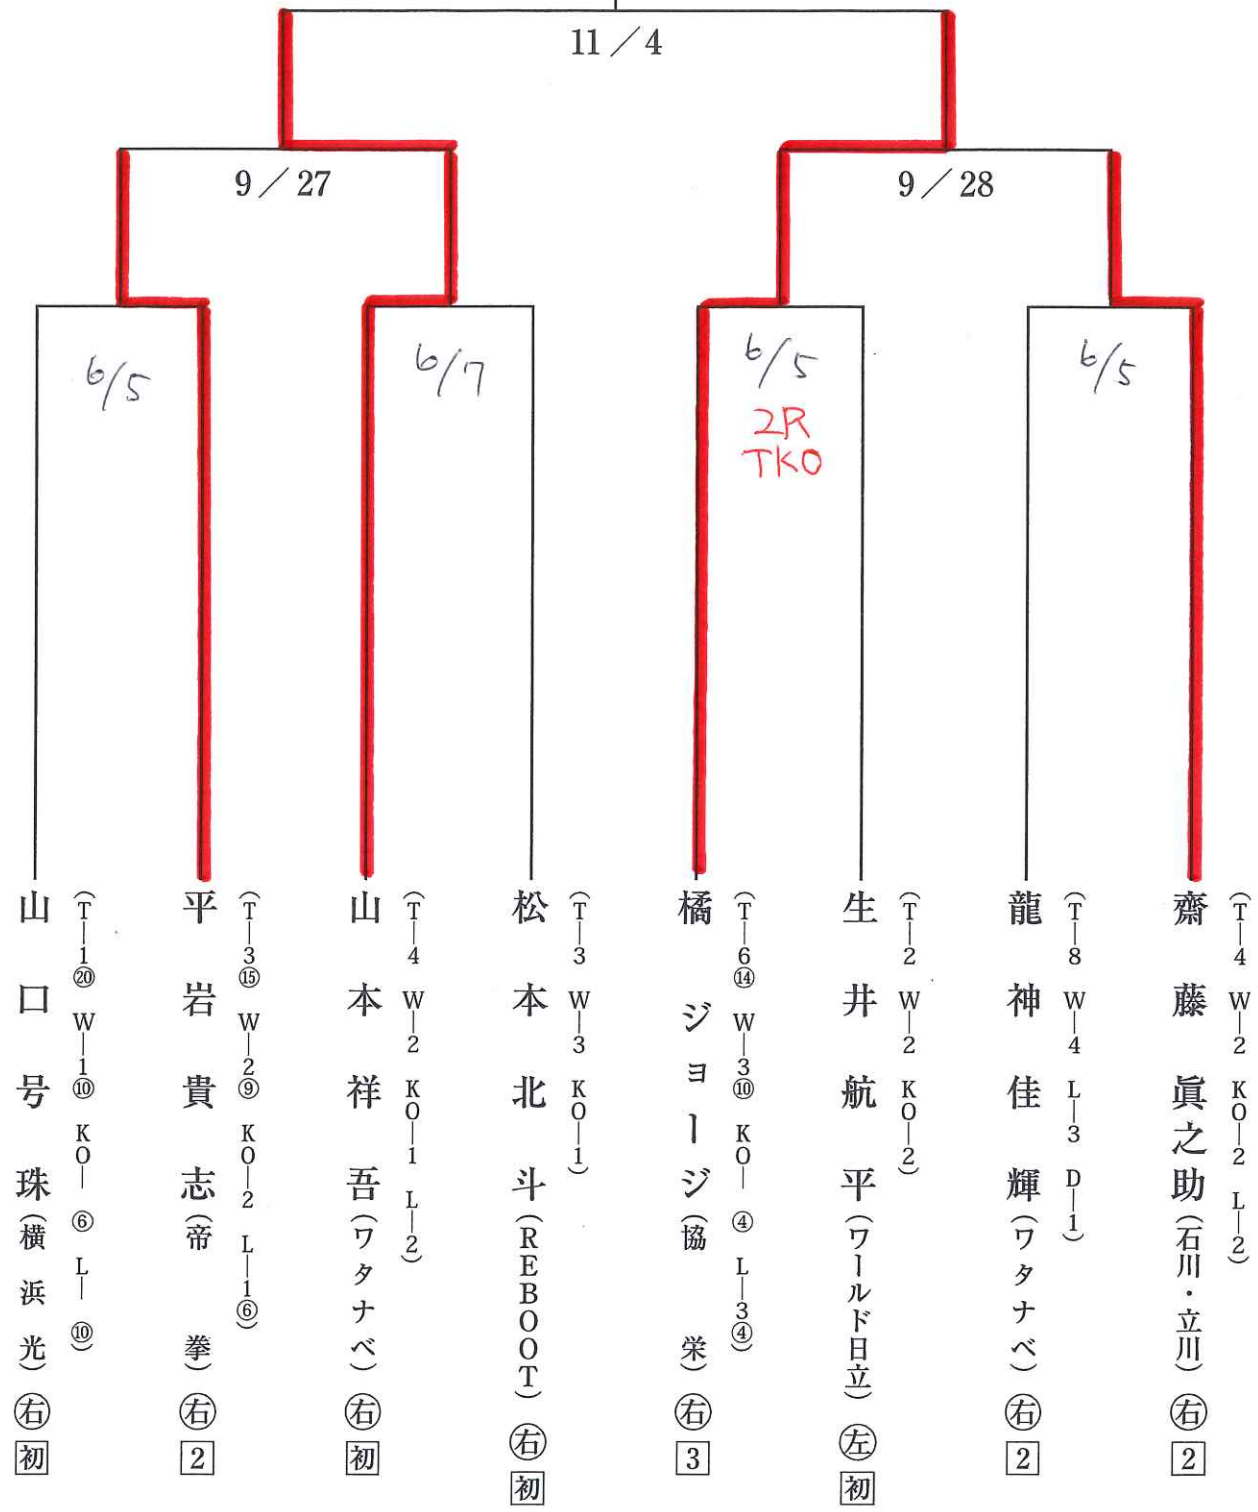 11／4
9／27
9／28
6/5
6/7
6/5
2R
TKO
6/5
山口号珠（横浜光）㊨ 初
（T—1⑳ W—1⑩ KO—⑥ L—⑩）
平岩貴志（帝拳）㊨ 2
（T—3⑮ W—2⑨ KO—2 L—1⑥）
山本祥吾（ワタナベ）㊨ 初
（T—4 W—2 KO—1 L—2）
松本北斗（REBOOT）㊨ 初
（T—3 W—3 KO—1）
橘ジョージ（協栄）㊨ 3
（T—6⑭ W—3⑩ KO—④ L—3④）
生井航平（ワールド日立）㊧ 初
（T—2 W—2 KO—2）
龍神佳輝（ワタナベ）㊨ 2
（T—8 W—4 L—3 D—1）
齋藤眞之助（石川・立川）㊨ 2
（T—4 W—2 KO—2 L—2）